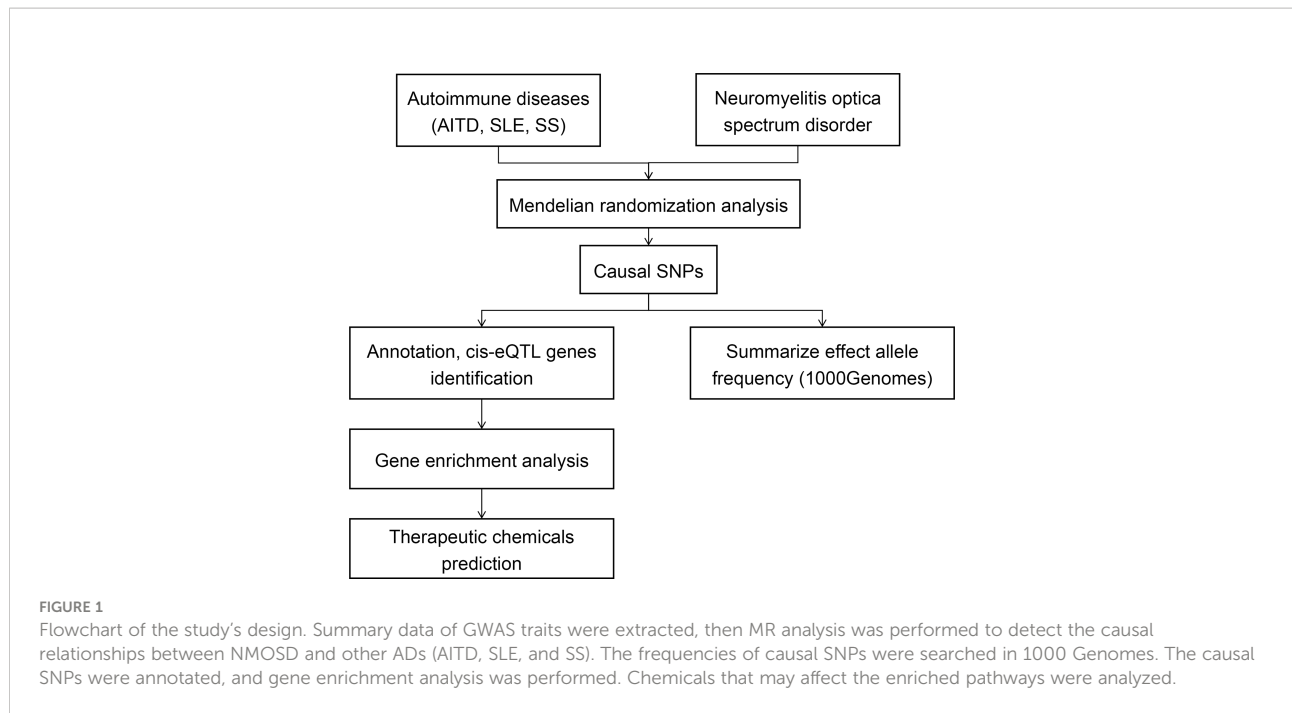 Autoimmune diseases
(AITD, SLE, SS)
Neuromyelitis optica
spectrum disorder
Mendelian randomization analysis
Causal SNPs
Annotation, cis-eQTL genes
identification
Summarize effect allele
frequency (1000Genomes)
Gene enrichment analysis
Therapeutic chemicals
prediction
FIGURE 1
Flowchart of the study's design. Summary data of GWAS traits were extracted, then MR analysis was performed to detect the causal
relationships between NMOSD and other ADs (AITD, SLE, and SS). The frequencies of causal SNPs were searched in 1000 Genomes. The causal
SNPs were annotated, and gene enrichment analysis was performed. Chemicals that may affect the enriched pathways were analyzed.